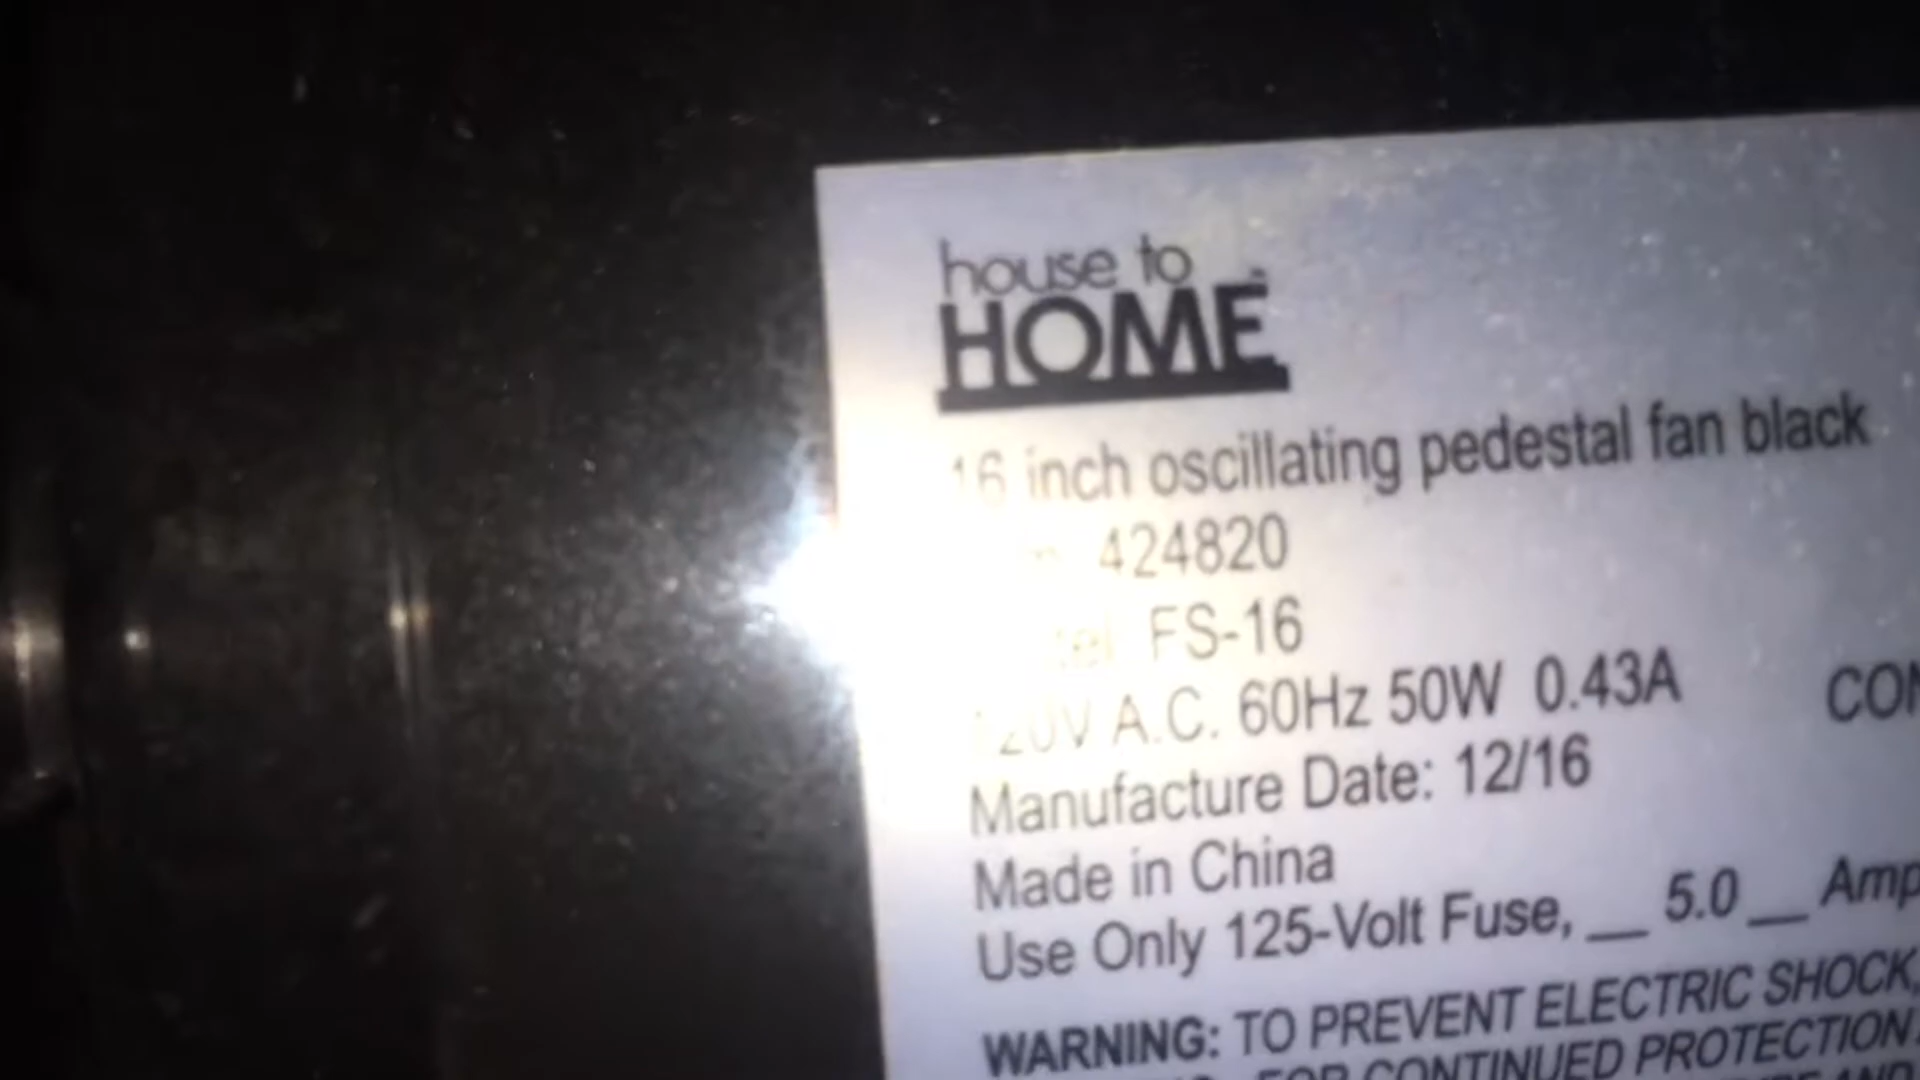 house to
HOME
16 inch oscillating pedestal fan black
424820
FS-16
120V A.C. 60Hz 50W 0.43A
Manufacture Date: 12/16
Made in China
Use Only 125-Volt Fuse, __ 5.0 __ Amp
WARNING: TO PREVENT ELECTRIC SHOCK,
FOR CONTINUED PROTECTION